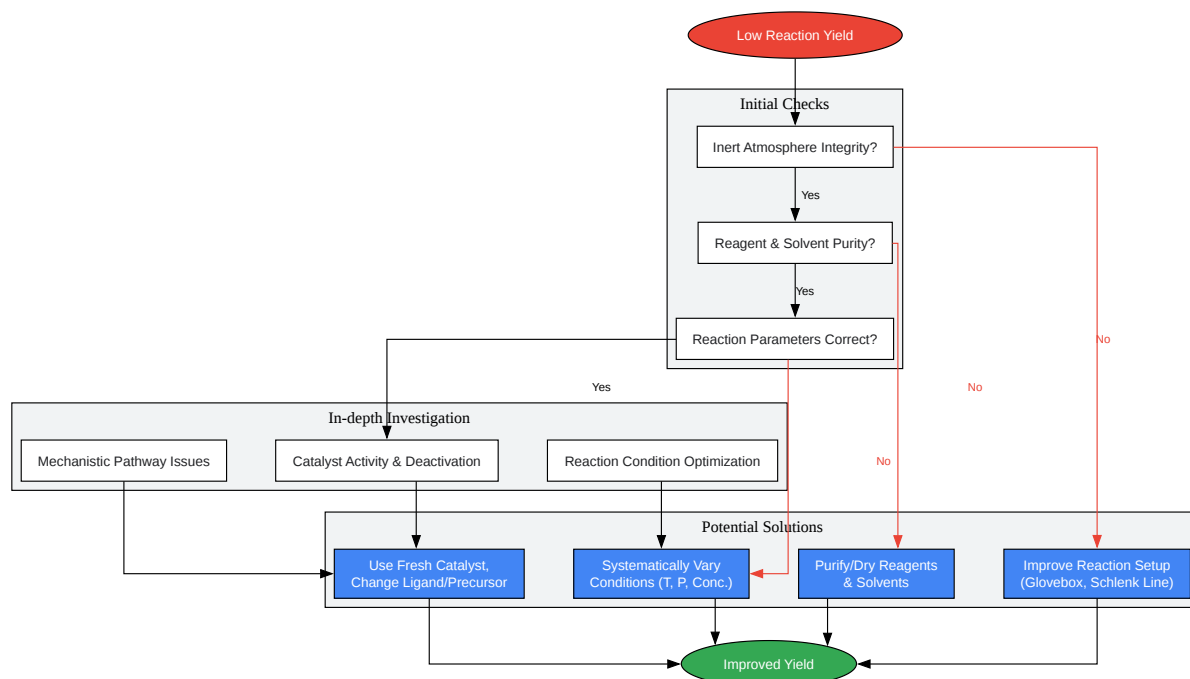 Low Reaction Yield
Initial Checks
Inert Atmosphere Integrity?
Yes
Reagent & Solvent Purity?
Yes
Reaction Parameters Correct?
No
Yes
No
In-depth Investigation
Mechanistic Pathway Issues
Catalyst Activity & Deactivation
Reaction Condition Optimization
No
Potential Solutions
Use Fresh Catalyst,
Change Ligand/Precursor
Systematically Vary
Conditions (T, P, Conc.)
Purify/Dry Reagents
& Solvents
Improve Reaction Setup
(Glovebox, Schlenk Line)
Improved Yield